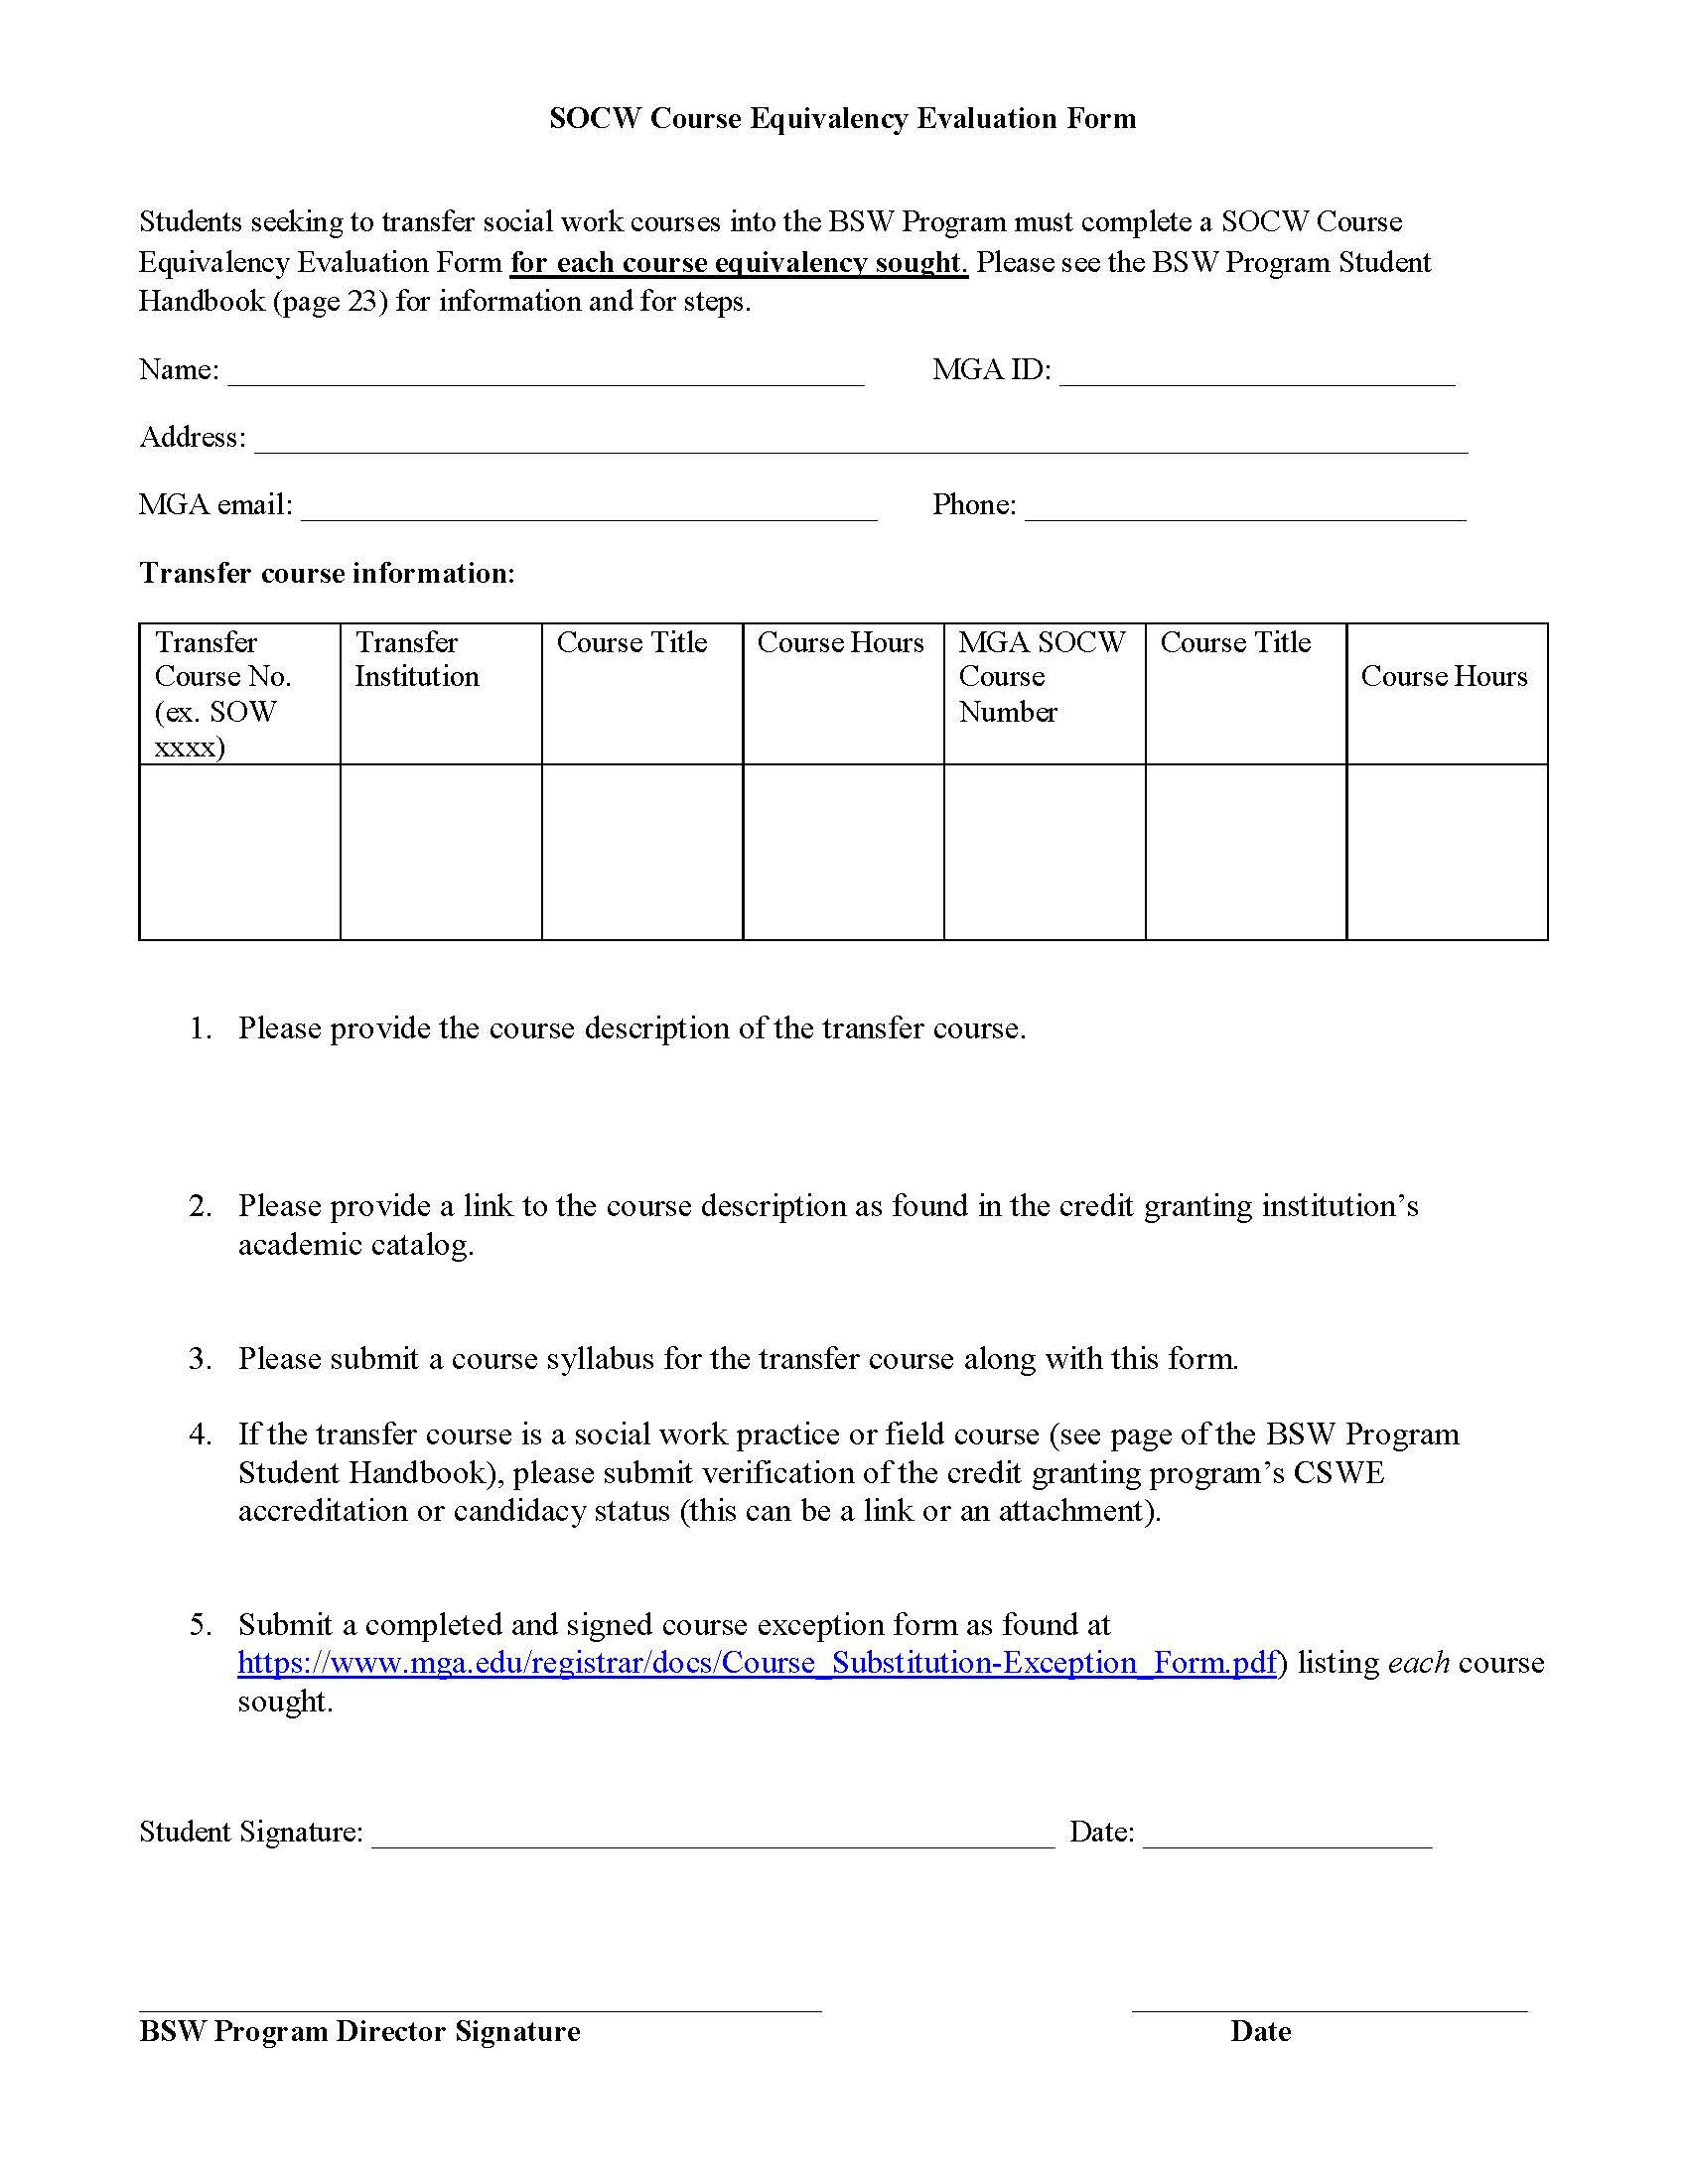 SOCW Course Equivalency Evaluation Form
Students seeking to transfer social work courses into the BSW Program must complete a SOCW Course
Equivalency Evaluation Form for each course equivalency sought. Please see the BSW Program Student
Handbook (page 23) for information and for steps.
Name: MGA ID:
Address:
MGA email: Phone:
Transfer course information:
Transfer
Course No.
(ex. SOW
xxxx)
Transfer
Institution
Course Title
Course Hours
MGA SOCW
Course
Number
Course Title
Course Hours
1. Please provide the course description of the transfer course.
2. Please provide a link to the course description as found in the credit granting institution’s
academic catalog.
3. Please submit a course syllabus for the transfer course along with this form.
4. If the transfer course is a social work practice or field course (see page of the BSW Program
Student Handbook), please submit verification of the credit granting program’s CSWE
accreditation or candidacy status (this can be a link or an attachment).
5. Submit a completed and signed course exception form as found at
https://www.mga.edu/registrar/docs/Course_Substitution-Exception_Form.pdf) listing each course
sought.
Student Signature: Date:
BSW Program Director Signature Date